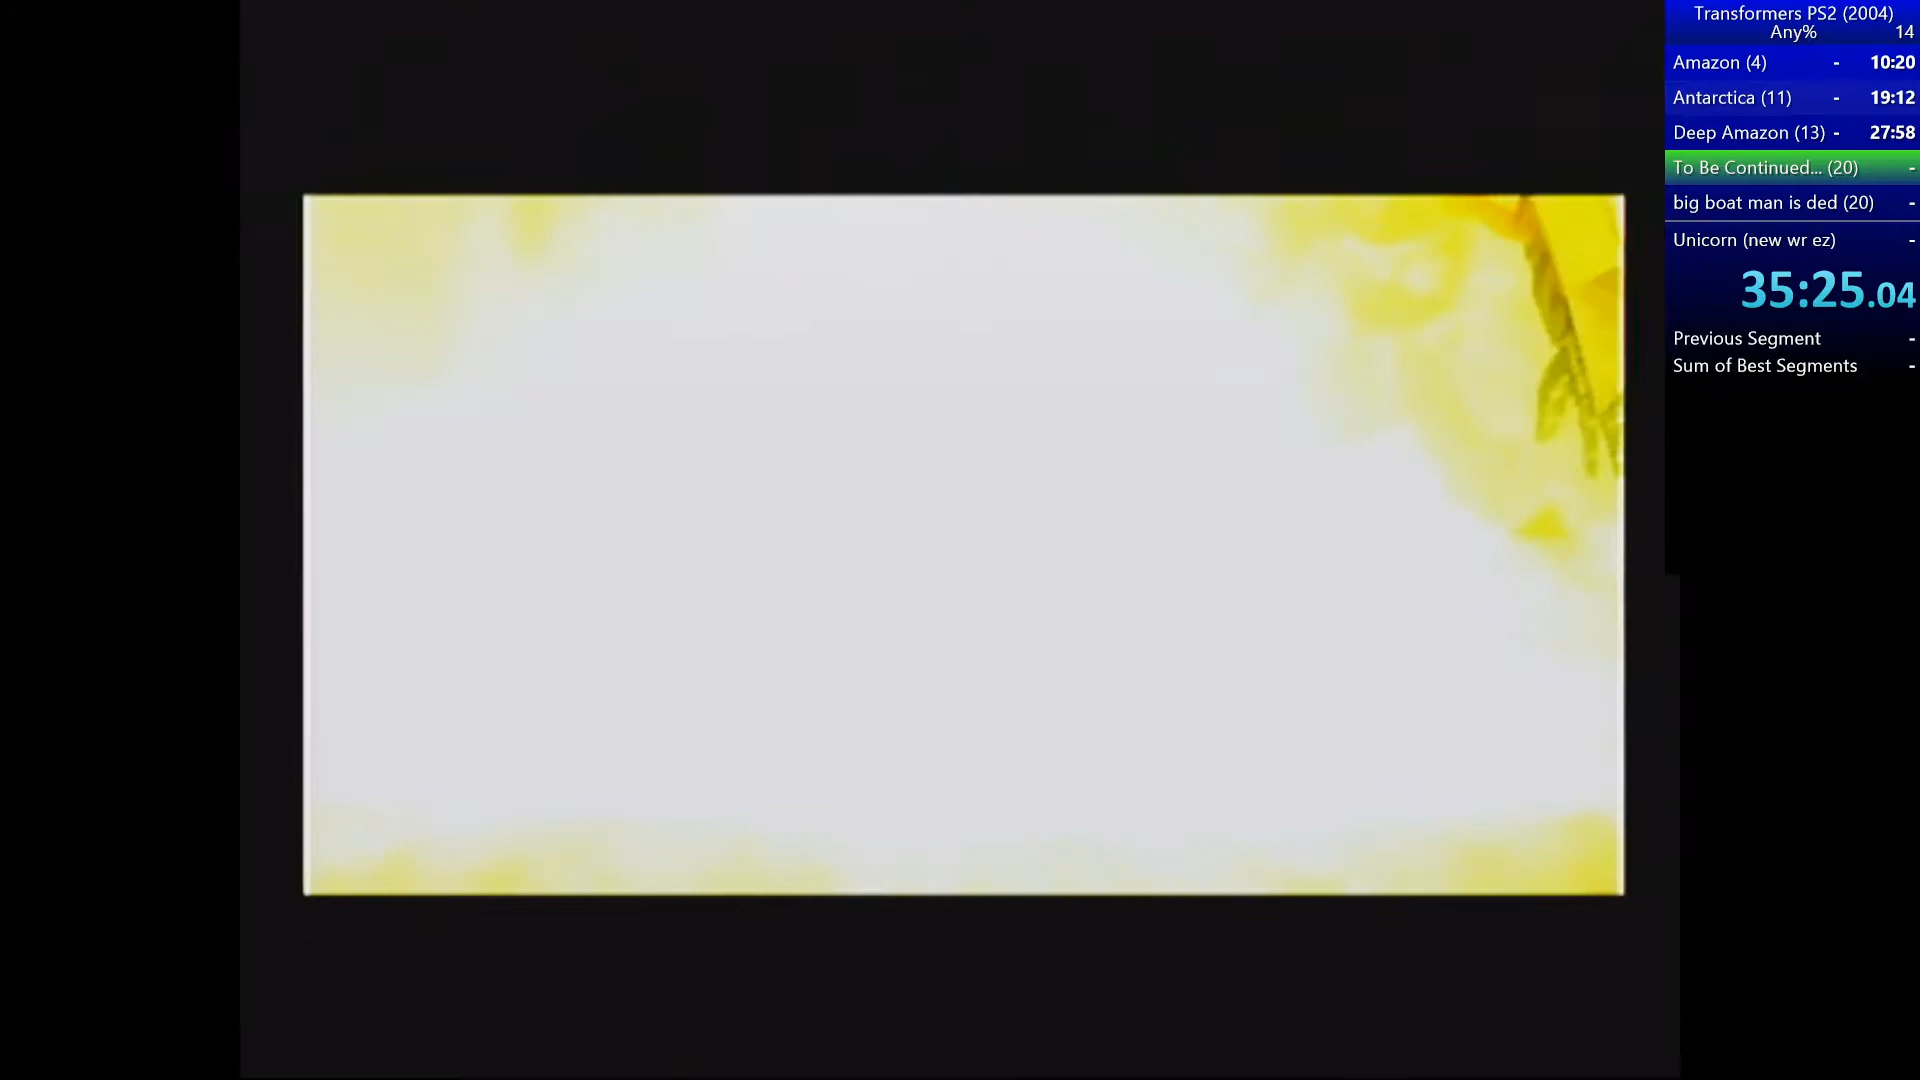 Transformers PS2 (2004)
Any% 14
Amazon (4) - 10:20
Antarctica (11) - 19:12
Deep Amazon (13) - 27:58
To Be Continued... (20) -
big boat man is ded (20) -
Unicorn (new wr ez) -
35:25.04
Previous Segment -
Sum of Best Segments -